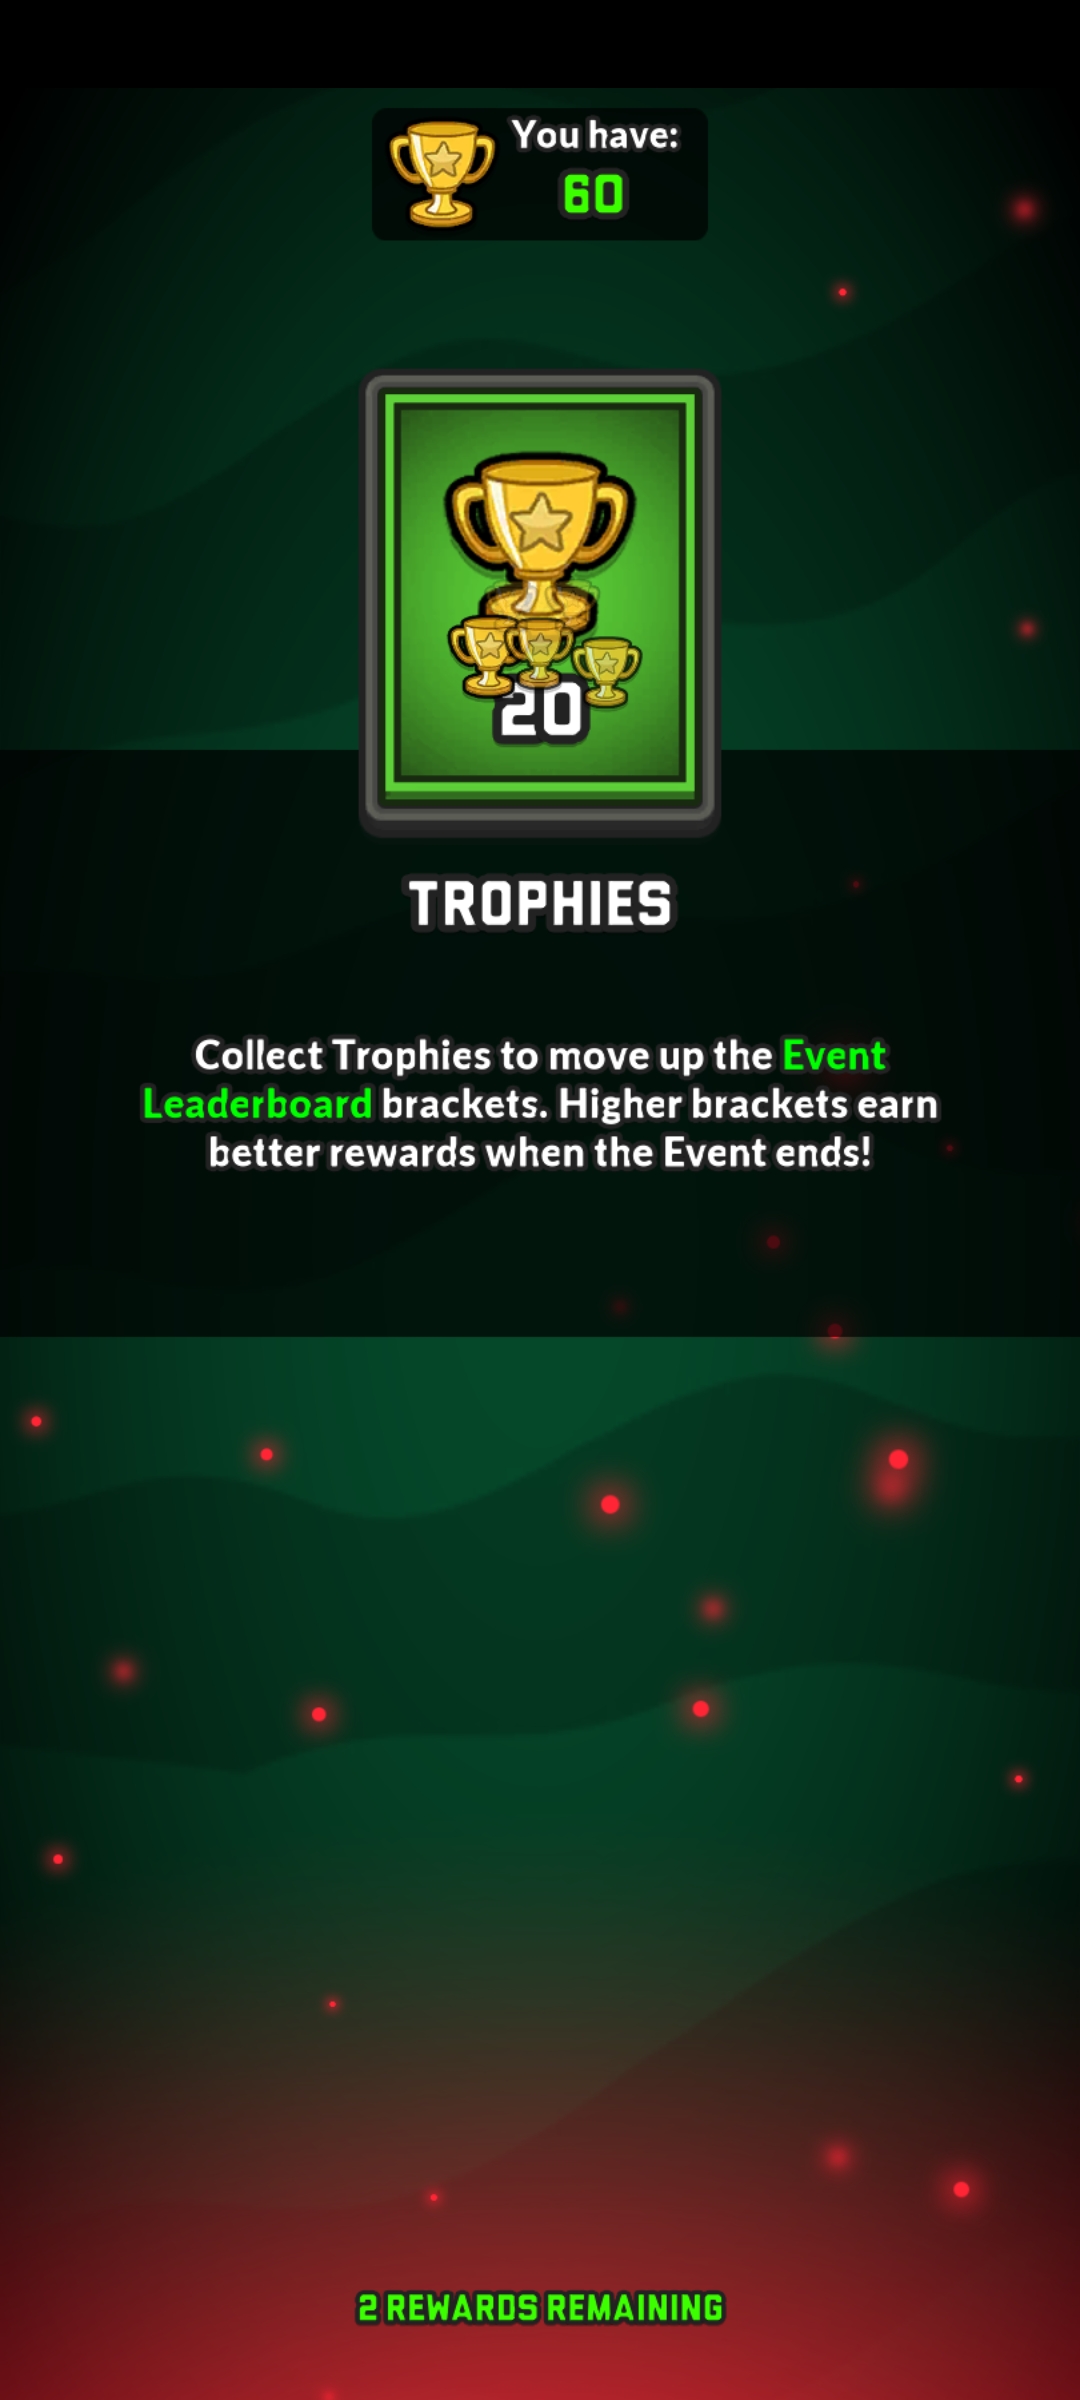 You have:
60
20
TROPHIES
Collect Trophies to move up the Event
Leaderboard brackets. Higher brackets earn
better rewards when the Event ends!
2 REWARDS REMAINING